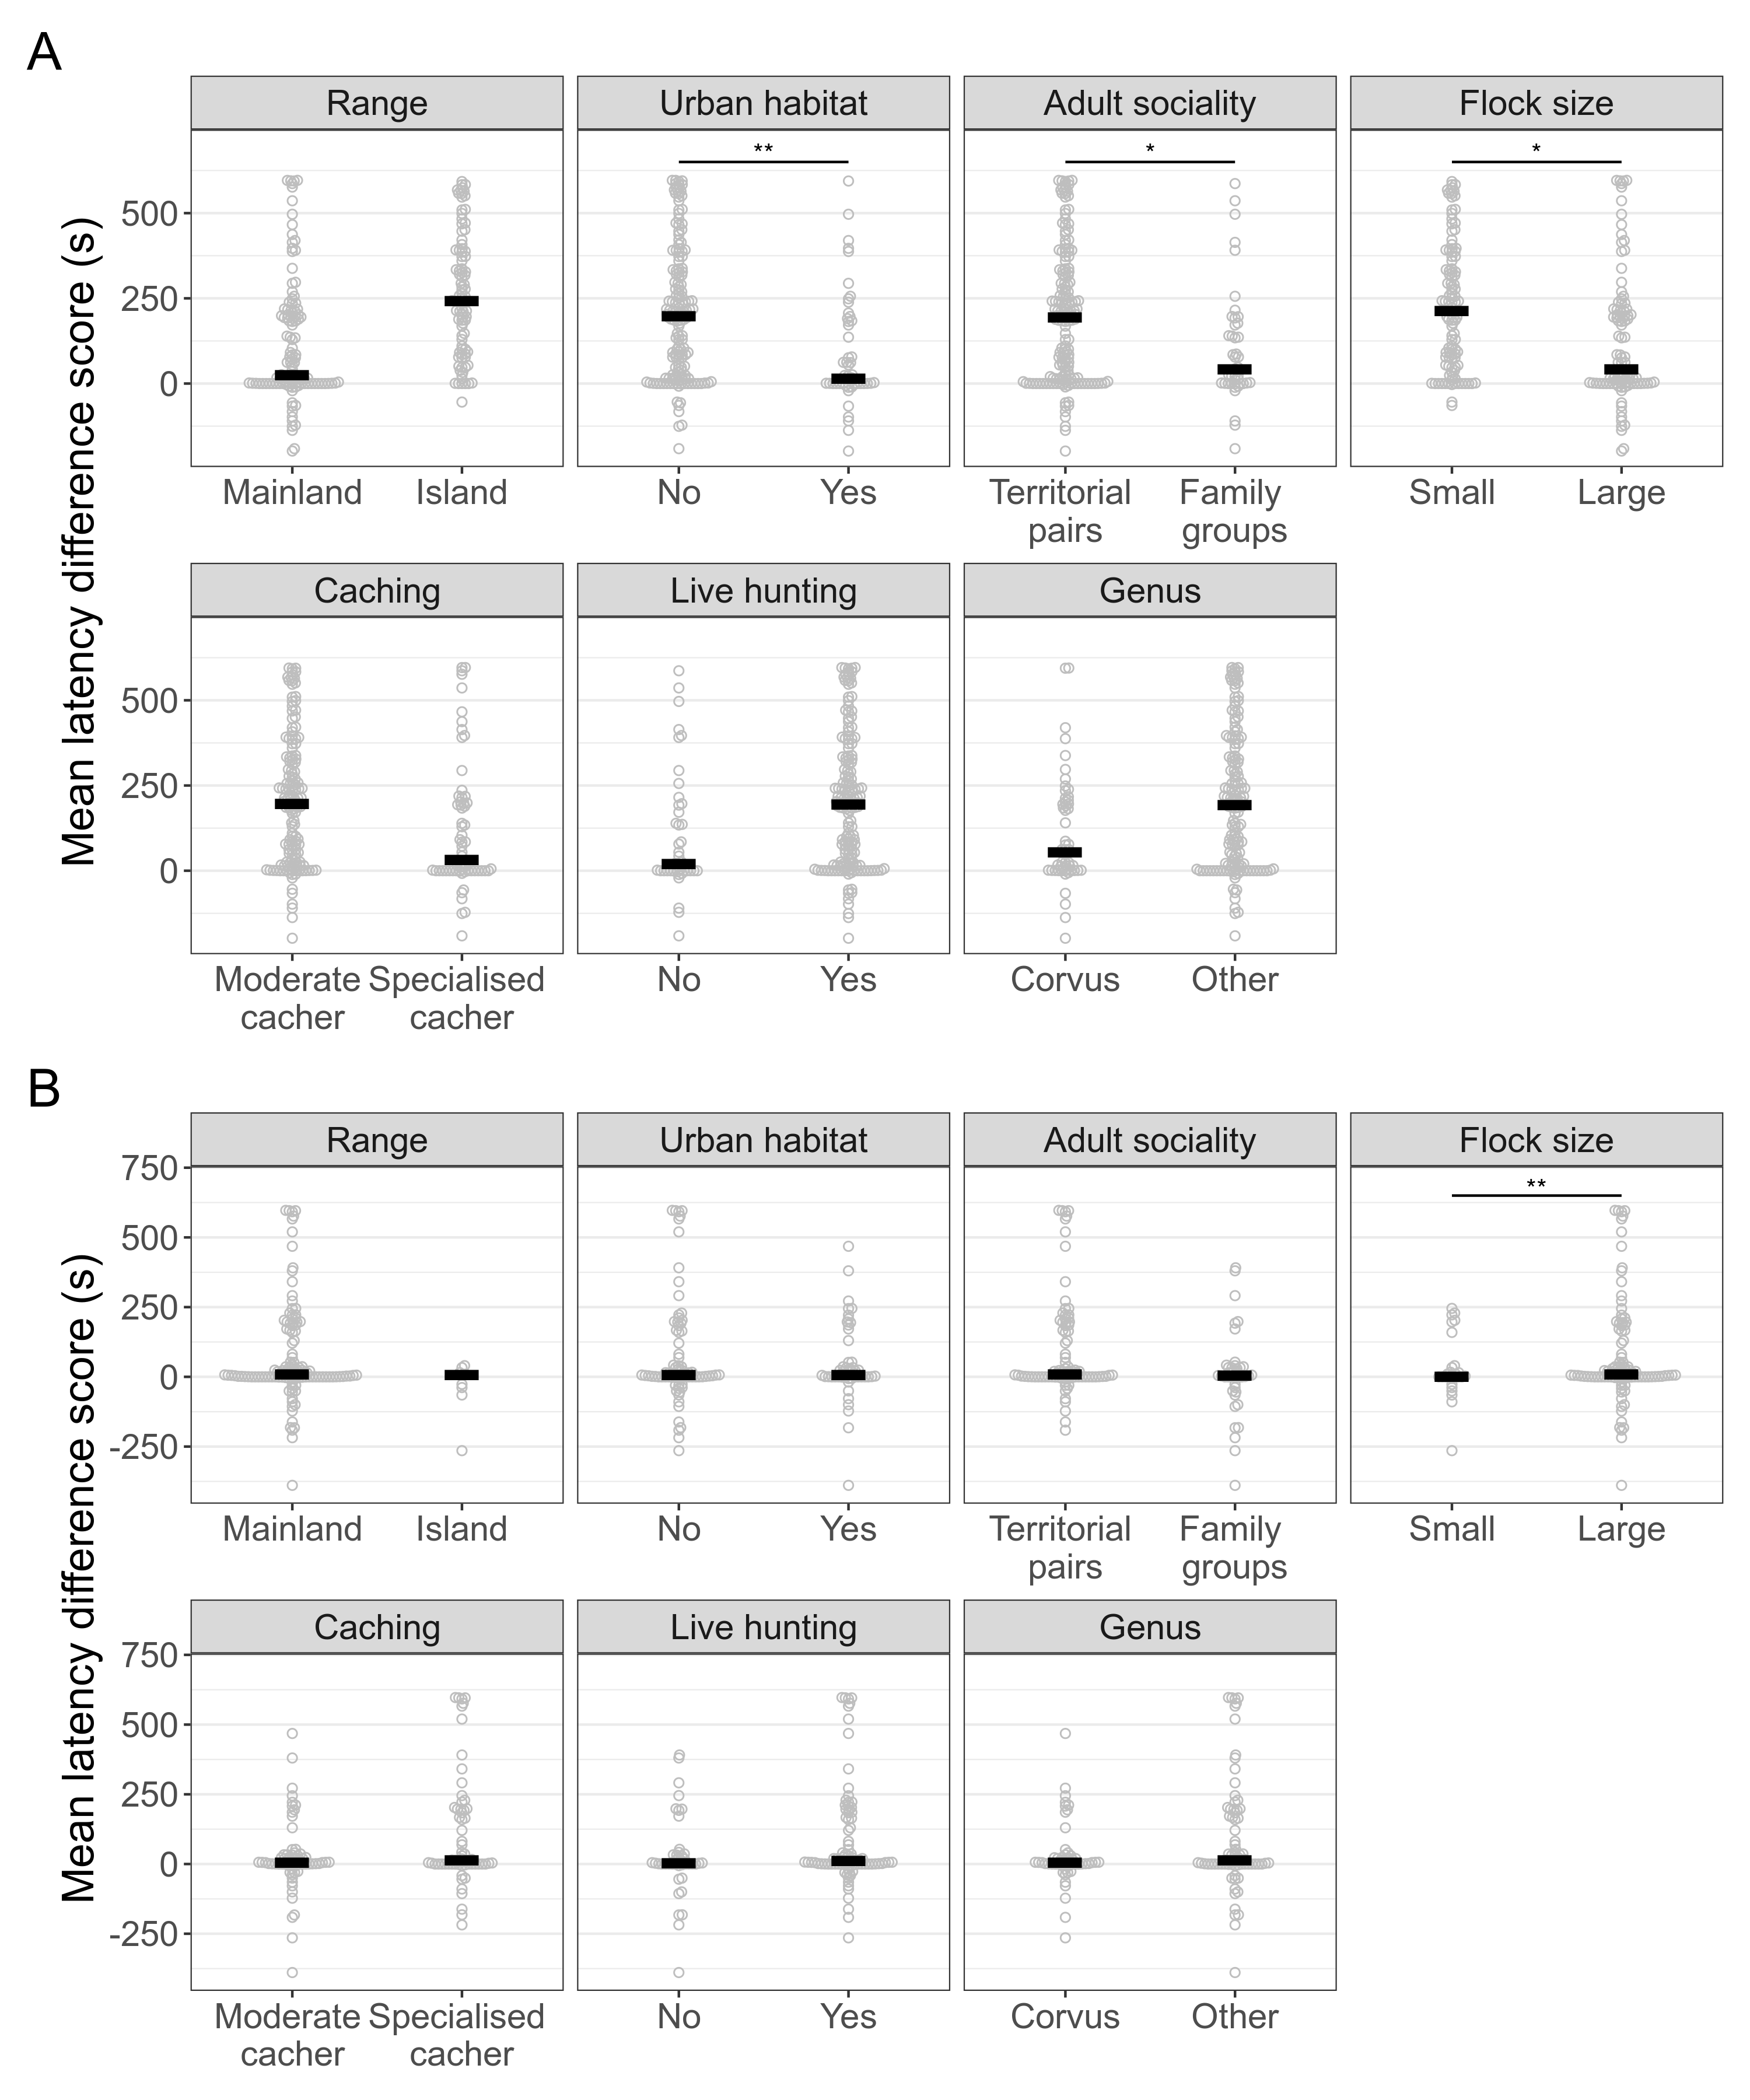 A
Range Urban habitat Adult sociality Flock size
** * *
500
250
0
Mainland Island No Yes Territorial pairs Family groups Small Large
Caching Live hunting Genus
500
250
0
Moderate cacher Specialised cacher No Yes Corvus Other
Mean latency difference score (s)
B
Range Urban habitat Adult sociality Flock size
750
**
500
250
0
-250
Mainland Island No Yes Territorial pairs Family groups Small Large
Caching Live hunting Genus
750
500
250
0
-250
Moderate cacher Specialised cacher No Yes Corvus Other
Mean latency difference score (s)